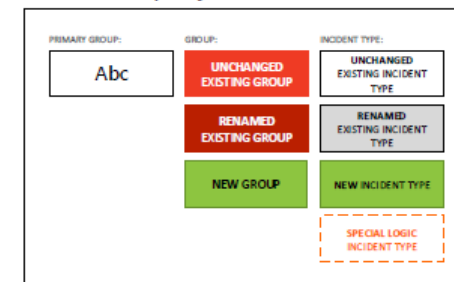 PRIMARY GROUP:
GROUP:
INCIDENT TYPE:
Abc
UNCHANGED
EXISTING GROUP
UNCHANGED
EXISTING INCIDENT
TYPE
RENAMED
EXISTING GROUP
RENAMED
EXISTING INCIDENT
TYPE
NEW GROUP
NEW INCIDENT TYPE
SPECIAL LOGIC
INCIDENT TYPE